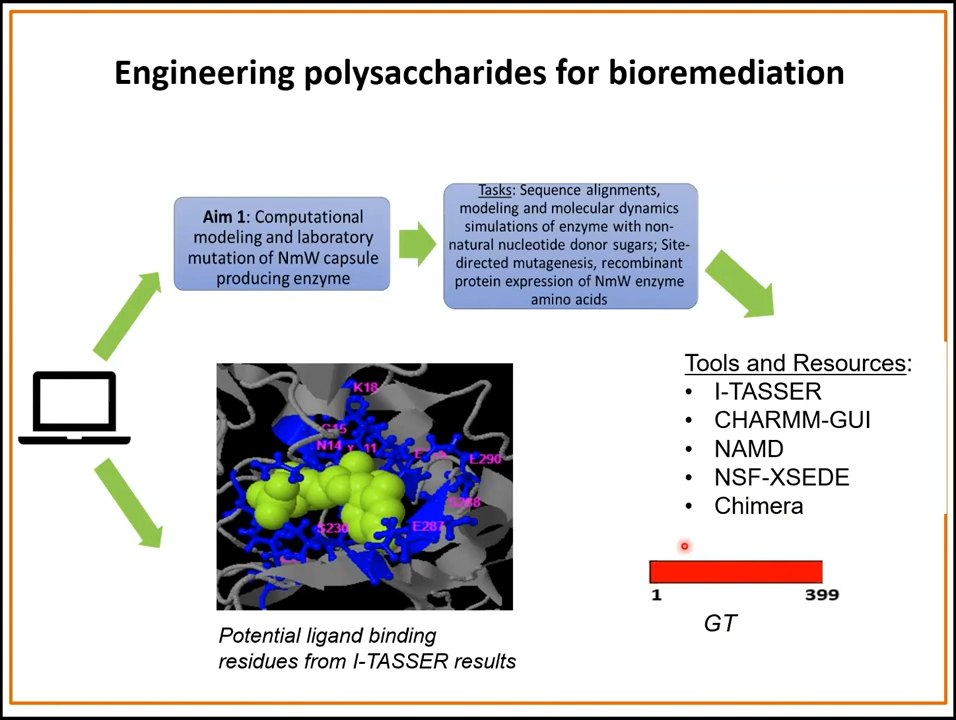 Engineering polysaccharides for bioremediation
Aim 1: Computational
modeling and laboratory
mutation of NmW capsule
producing enzyme
Tasks: Sequence alignments,
modeling and molecular dynamics
simulations of enzyme with non-
natural nucleotide donor sugars; Site-
directed mutagenesis, recombinant
protein expression of NmW enzyme
amino acids
Tools and Resources:
• I-TASSER
• CHARMM-GUI
• NAMD
• NSF-XSEDE
• Chimera
K18
N14
11
S230
E287
1
399
GT
Potential ligand binding
residues from I-TASSER results